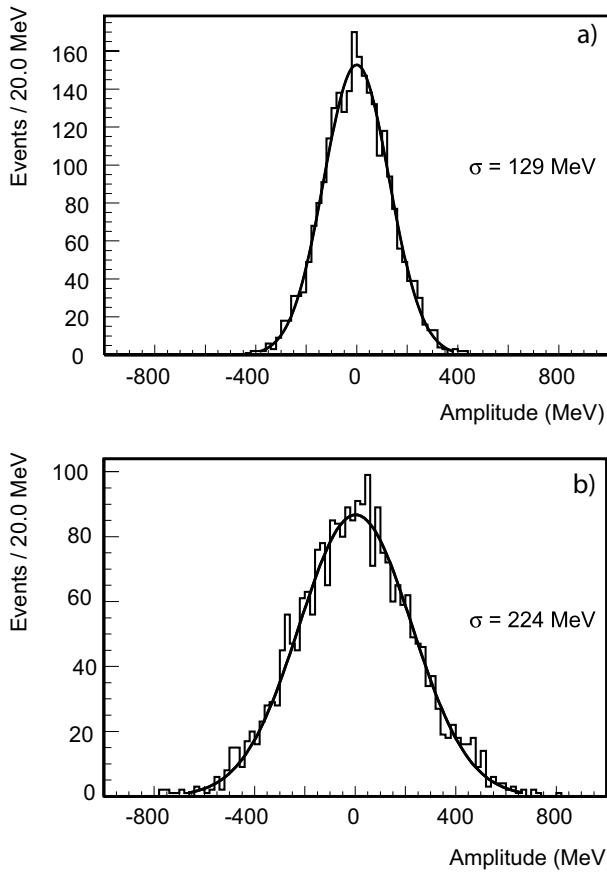 a)
Events / 20.0 MeV
160
140
120
100
80
60
40
20
0
σ = 129 MeV
-800 -400 0 400 800
Amplitude (MeV)
b)
Events / 20.0 MeV
100
80
60
40
20
0
σ = 224 MeV
-800 -400 0 400 800
Amplitude (MeV